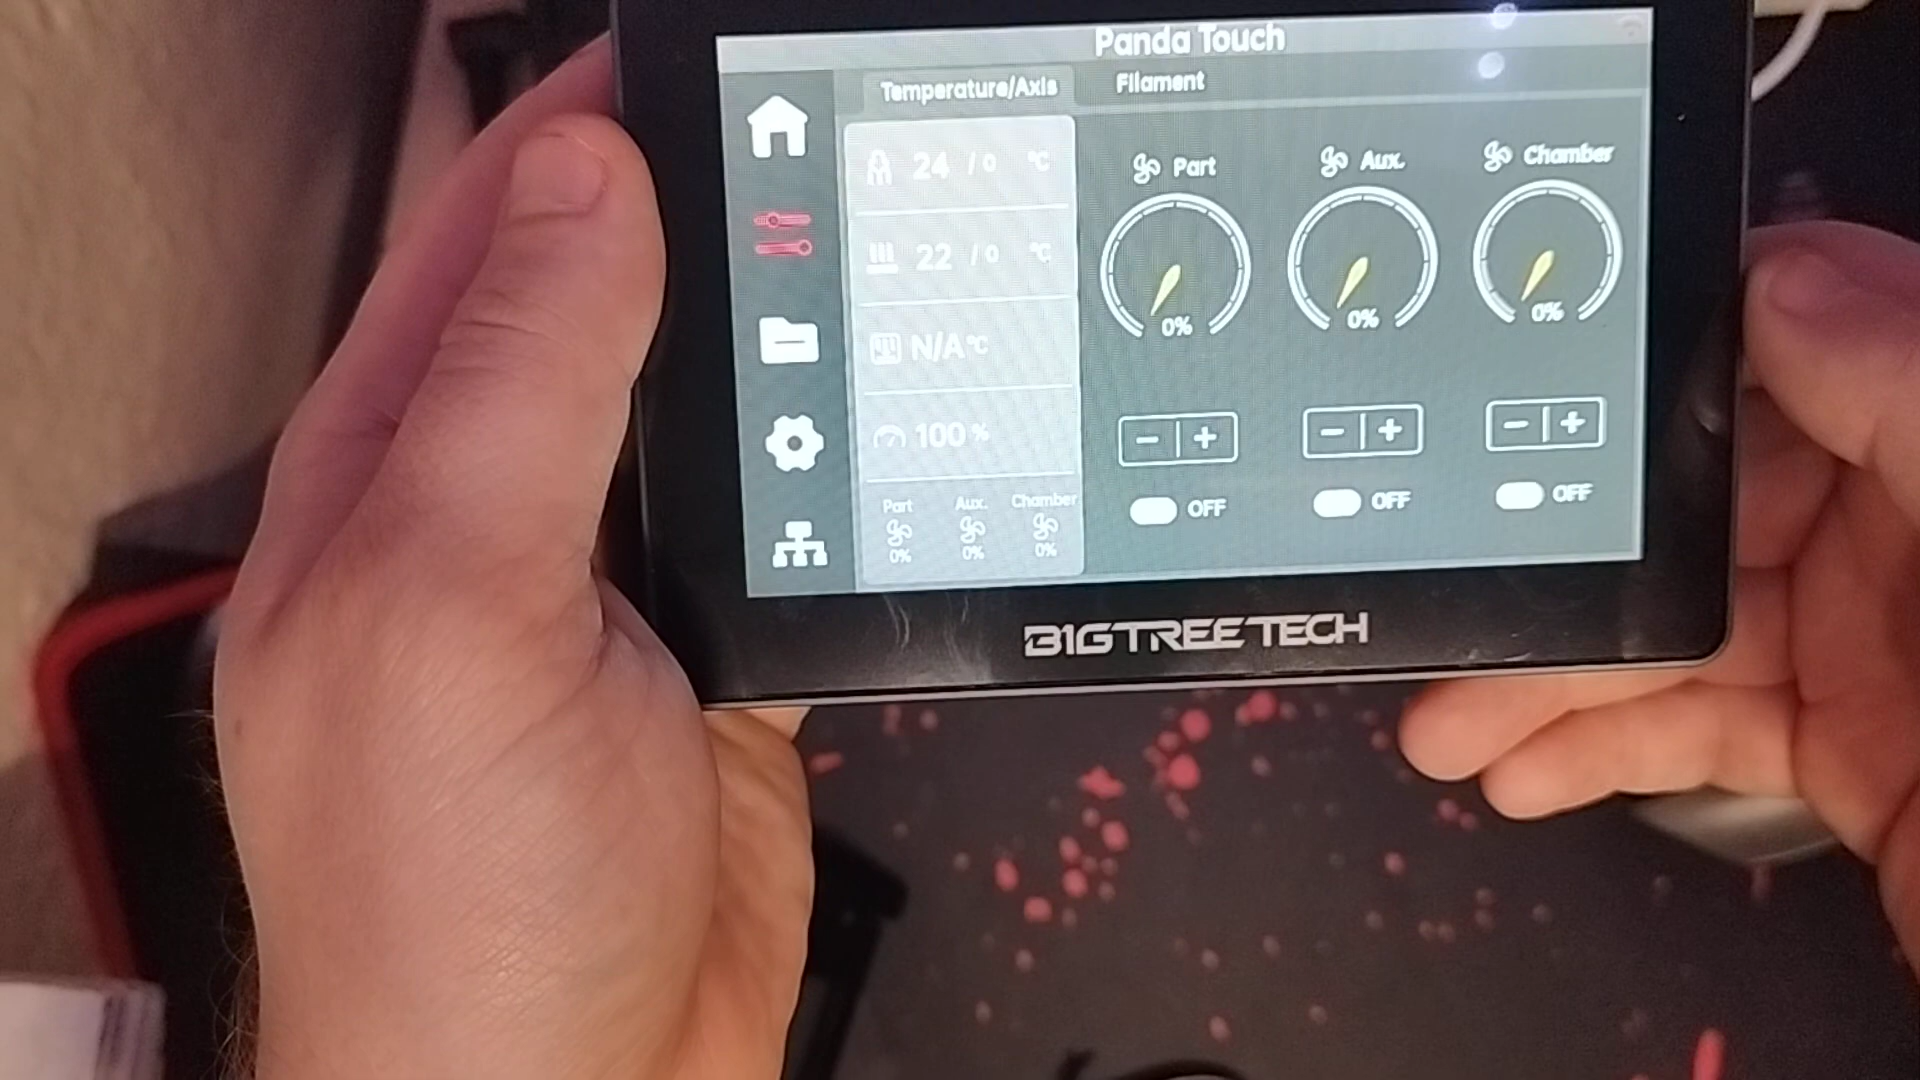 Panda Touch
Temperature/Axis
Filament
24 / 0 °C
22 / 0 °C
N/A°C
100 %
Part Aux. Chamber
0% 0% 0%
Part Aux. Chamber
0% 0% 0%
− + − + − +
OFF OFF OFF
BIGTREETECH